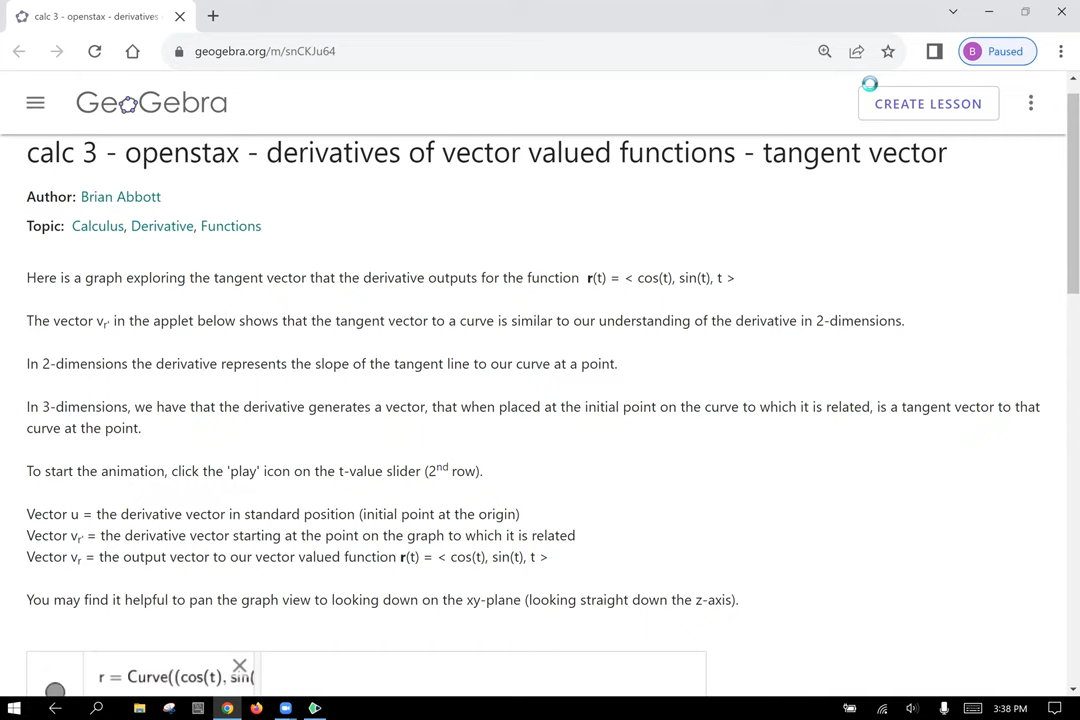 calc 3 - openstax - derivatives
geogebra.org/m/snCKJu64
B Paused
GeoGebra
CREATE LESSON
calc 3 - openstax - derivatives of vector valued functions - tangent vector
Author: Brian Abbott
Topic: Calculus, Derivative, Functions
Here is a graph exploring the tangent vector that the derivative outputs for the function r(t) = < cos(t), sin(t), t >
The vector vr' in the applet below shows that the tangent vector to a curve is similar to our understanding of the derivative in 2-dimensions.
In 2-dimensions the derivative represents the slope of the tangent line to our curve at a point.
In 3-dimensions, we have that the derivative generates a vector, that when placed at the initial point on the curve to which it is related, is a tangent vector to that
curve at the point.
To start the animation, click the 'play' icon on the t-value slider (2nd row).
Vector u = the derivative vector in standard position (initial point at the origin)
Vector vr' = the derivative vector starting at the point on the graph to which it is related
Vector vr = the output vector to our vector valued function r(t) = < cos(t), sin(t), t >
You may find it helpful to pan the graph view to looking down on the xy-plane (looking straight down the z-axis).
r = Curve((cos(t), sin(
3:38 PM